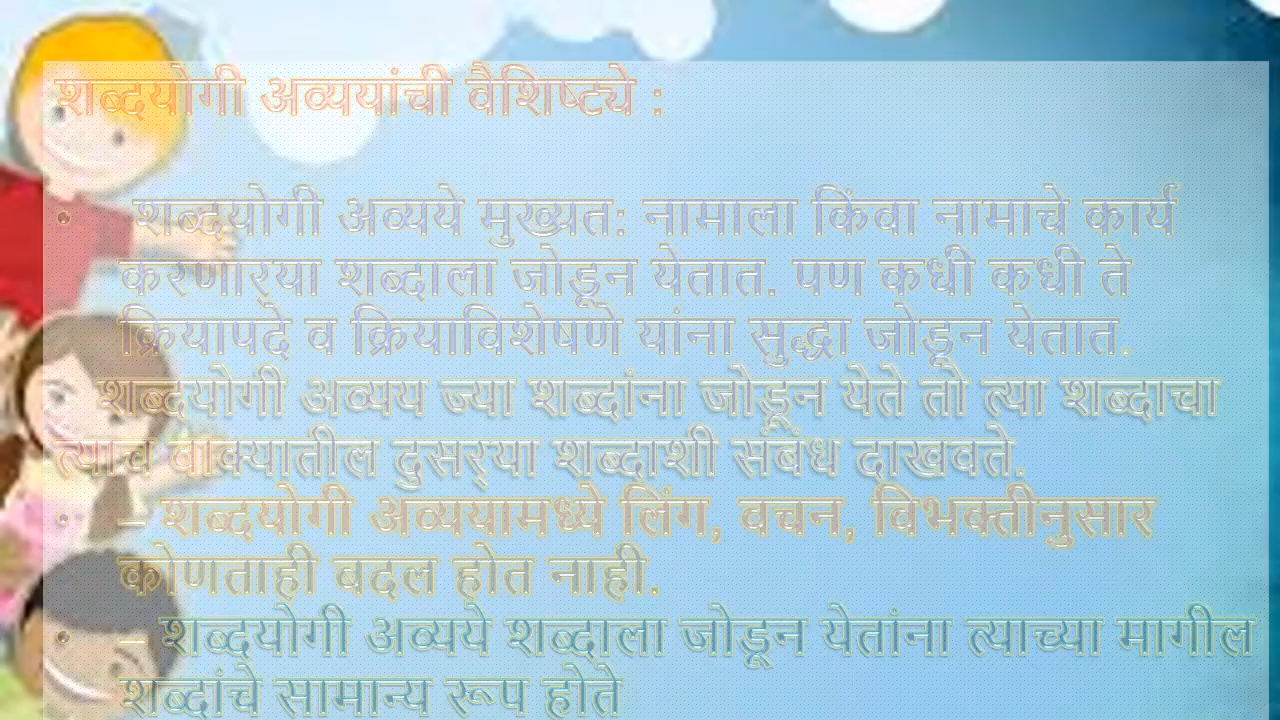 शब्दयोगी अव्ययांची वैशिष्ट्ये :
• शब्दयोगी अव्यये मुख्यत: नामाला किंवा नामाचे कार्य
करणार्‍या शब्दाला जोडून येतात. पण कधी कधी ते
क्रियापदे व क्रियाविशेषणे यांना सुद्धा जोडून येतात.
शब्दयोगी अव्यय ज्या शब्दांना जोडून येते तो त्या शब्दाचा
त्याच वाक्यातील दुसर्‍या शब्दाशी संबंध दाखवते.
• – शब्दयोगी अव्ययामध्ये लिंग, वचन, विभक्तीनुसार
कोणताही बदल होत नाही.
• – शब्दयोगी अव्यये शब्दाला जोडून येतांना त्याच्या मागील
शब्दांचे सामान्य रूप होते